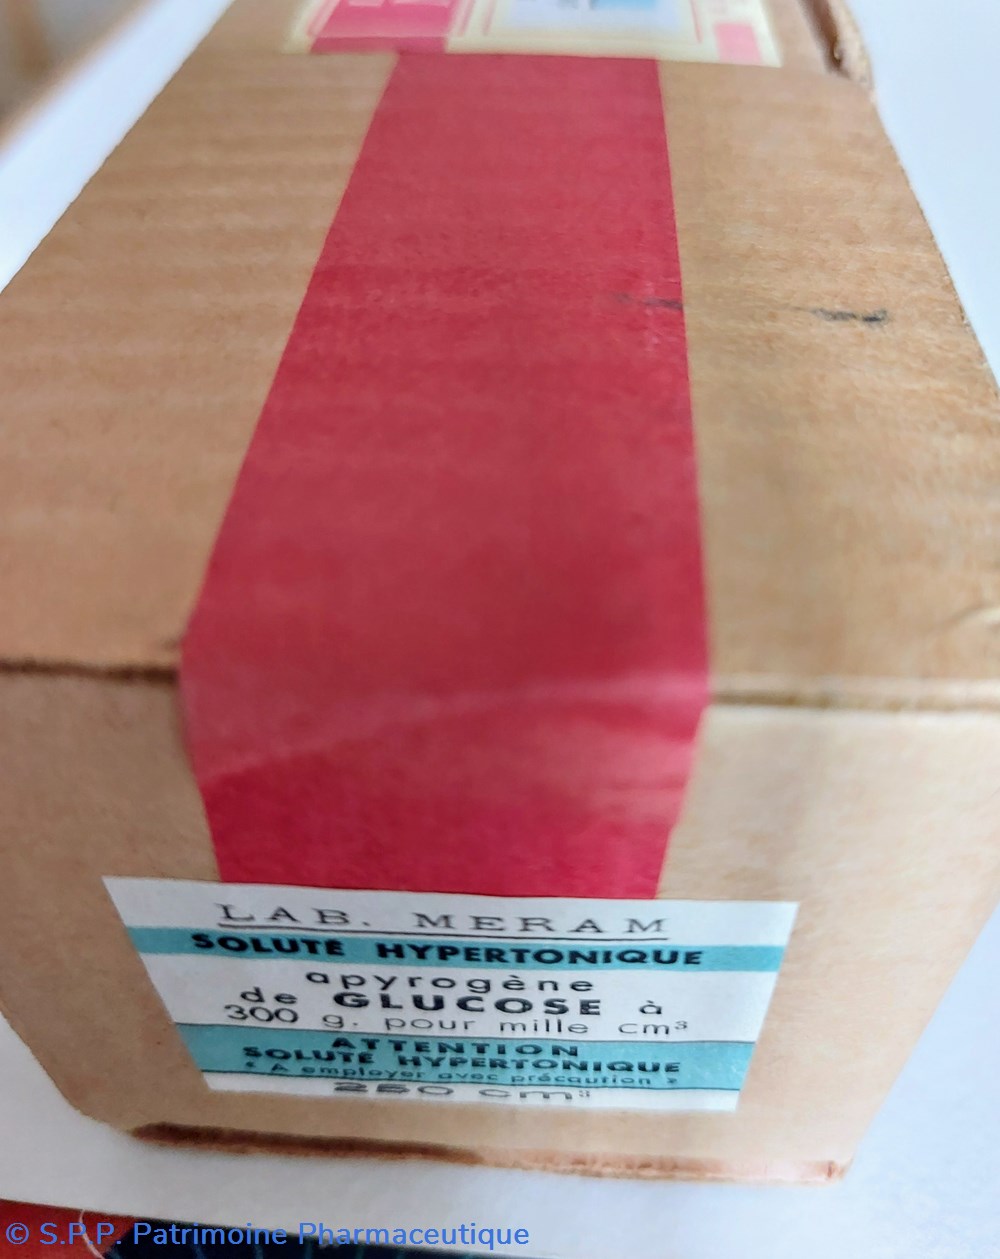 LAB. MERAM
SOLUTÉ HYPERTONIQUE
apyrogène
de GLUCOSE à
300 g. pour mille cm³
ATTENTION
SOLUTÉ HYPERTONIQUE
« A employer avec précaution »
250 cm³
© S.P.P. Patrimoine Pharmaceutique